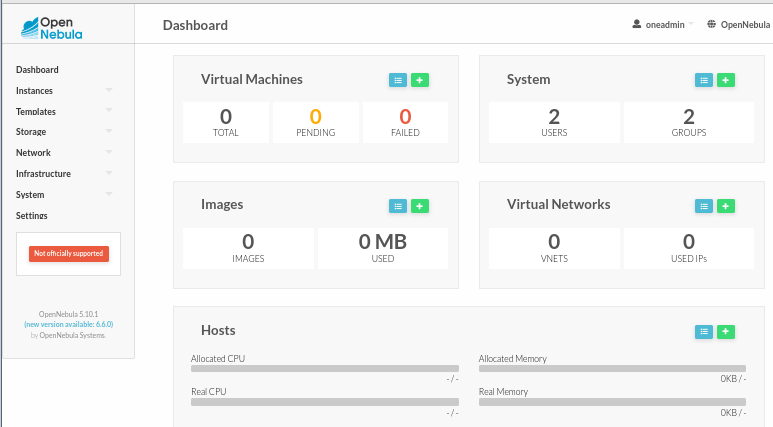 Open
Nebula
Dashboard
oneadmin
OpenNebula
Dashboard
Instances
Templates
Storage
Network
Infrastructure
System
Settings
Not officially supported
OpenNebula 5.10.1
(new version available: 6.6.0)
by OpenNebula Systems.
Virtual Machines
0 0 0
TOTAL PENDING FAILED
System
2 2
USERS GROUPS
Images
0 0 MB
IMAGES USED
Virtual Networks
0 0
VNETS USED IPs
Hosts
Allocated CPU
- / -
Real CPU
- / -
Allocated Memory
0KB / -
Real Memory
0KB / -